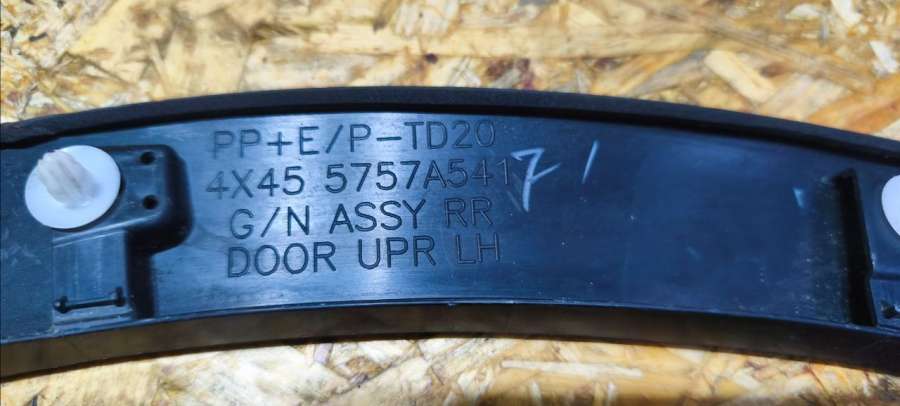 PP+E/P-TD20
4X45 5757A541
G/N ASSY RR
DOOR UPR LH